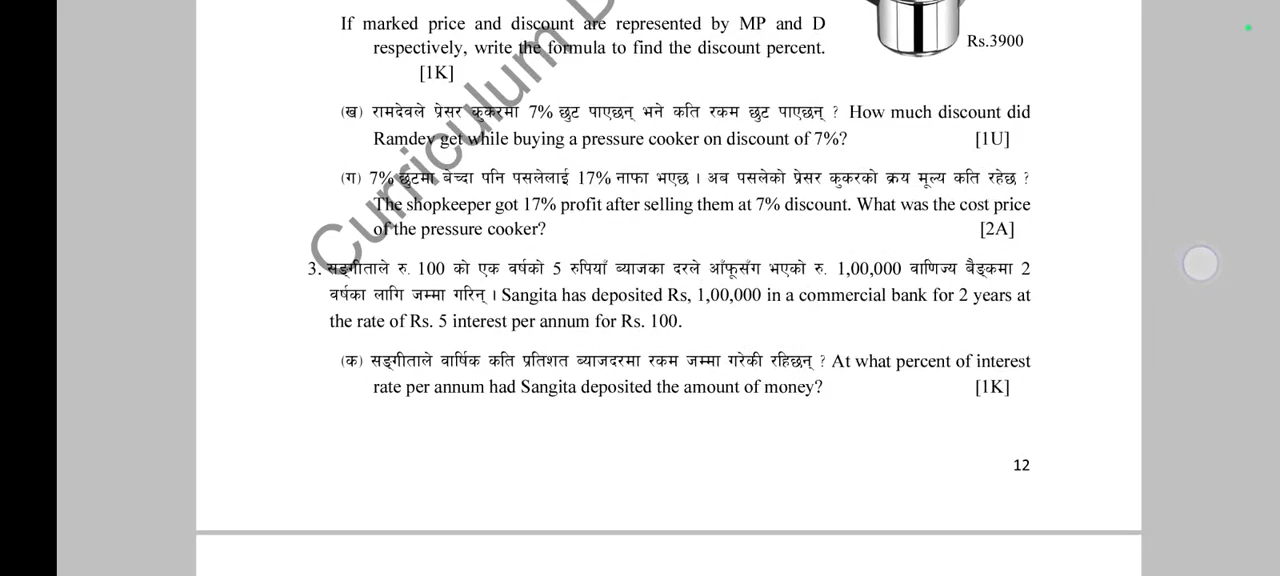 If marked price and discount are represented by MP and D
Rs.3900
respectively, write the formula to find the discount percent.
[1K]
(ख) रामदेवले प्रेसर कुकरमा 7% छुट पाएछन् भने कति रकम छुट पाएछन् ? How much discount did
Ramdev get while buying a pressure cooker on discount of 7%? [1U]
(ग) 7% छुटमा बेच्दा पनि पसलेलाई 17% नाफा भएछ । अब पसलेको प्रेसर कुकरको क्रय मूल्य कति रहेछ ?
The shopkeeper got 17% profit after selling them at 7% discount. What was the cost price
of the pressure cooker? [2A]
3. सङ्गीताले रु. 100 को एक वर्षको 5 रुपियाँ ब्याजका दरले आँफूसँग भएको रु. 1,00,000 वाणिज्य बैङ्कमा 2
वर्षका लागि जम्मा गरिन् । Sangita has deposited Rs, 1,00,000 in a commercial bank for 2 years at
the rate of Rs. 5 interest per annum for Rs. 100.
(क) सङ्गीताले वार्षिक कति प्रतिशत ब्याजदरमा रकम जम्मा गरेकी रहिछन् ? At what percent of interest
rate per annum had Sangita deposited the amount of money? [1K]
12
Curriculum D